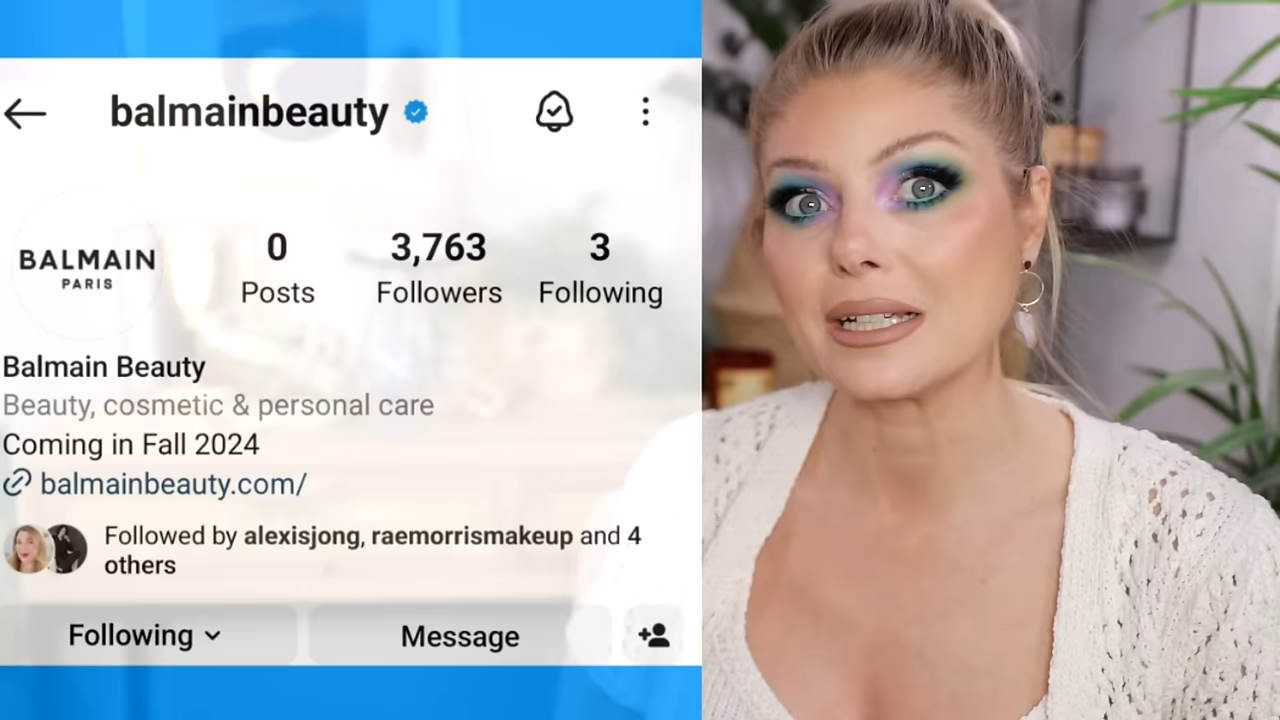 balmainbeauty
BALMAIN
PARIS
0
Posts
3,763
Followers
3
Following
Balmain Beauty
Beauty, cosmetic & personal care
Coming in Fall 2024
balmainbeauty.com/
Followed by alexisjong, raemorrismakeup and 4
others
Following
Message